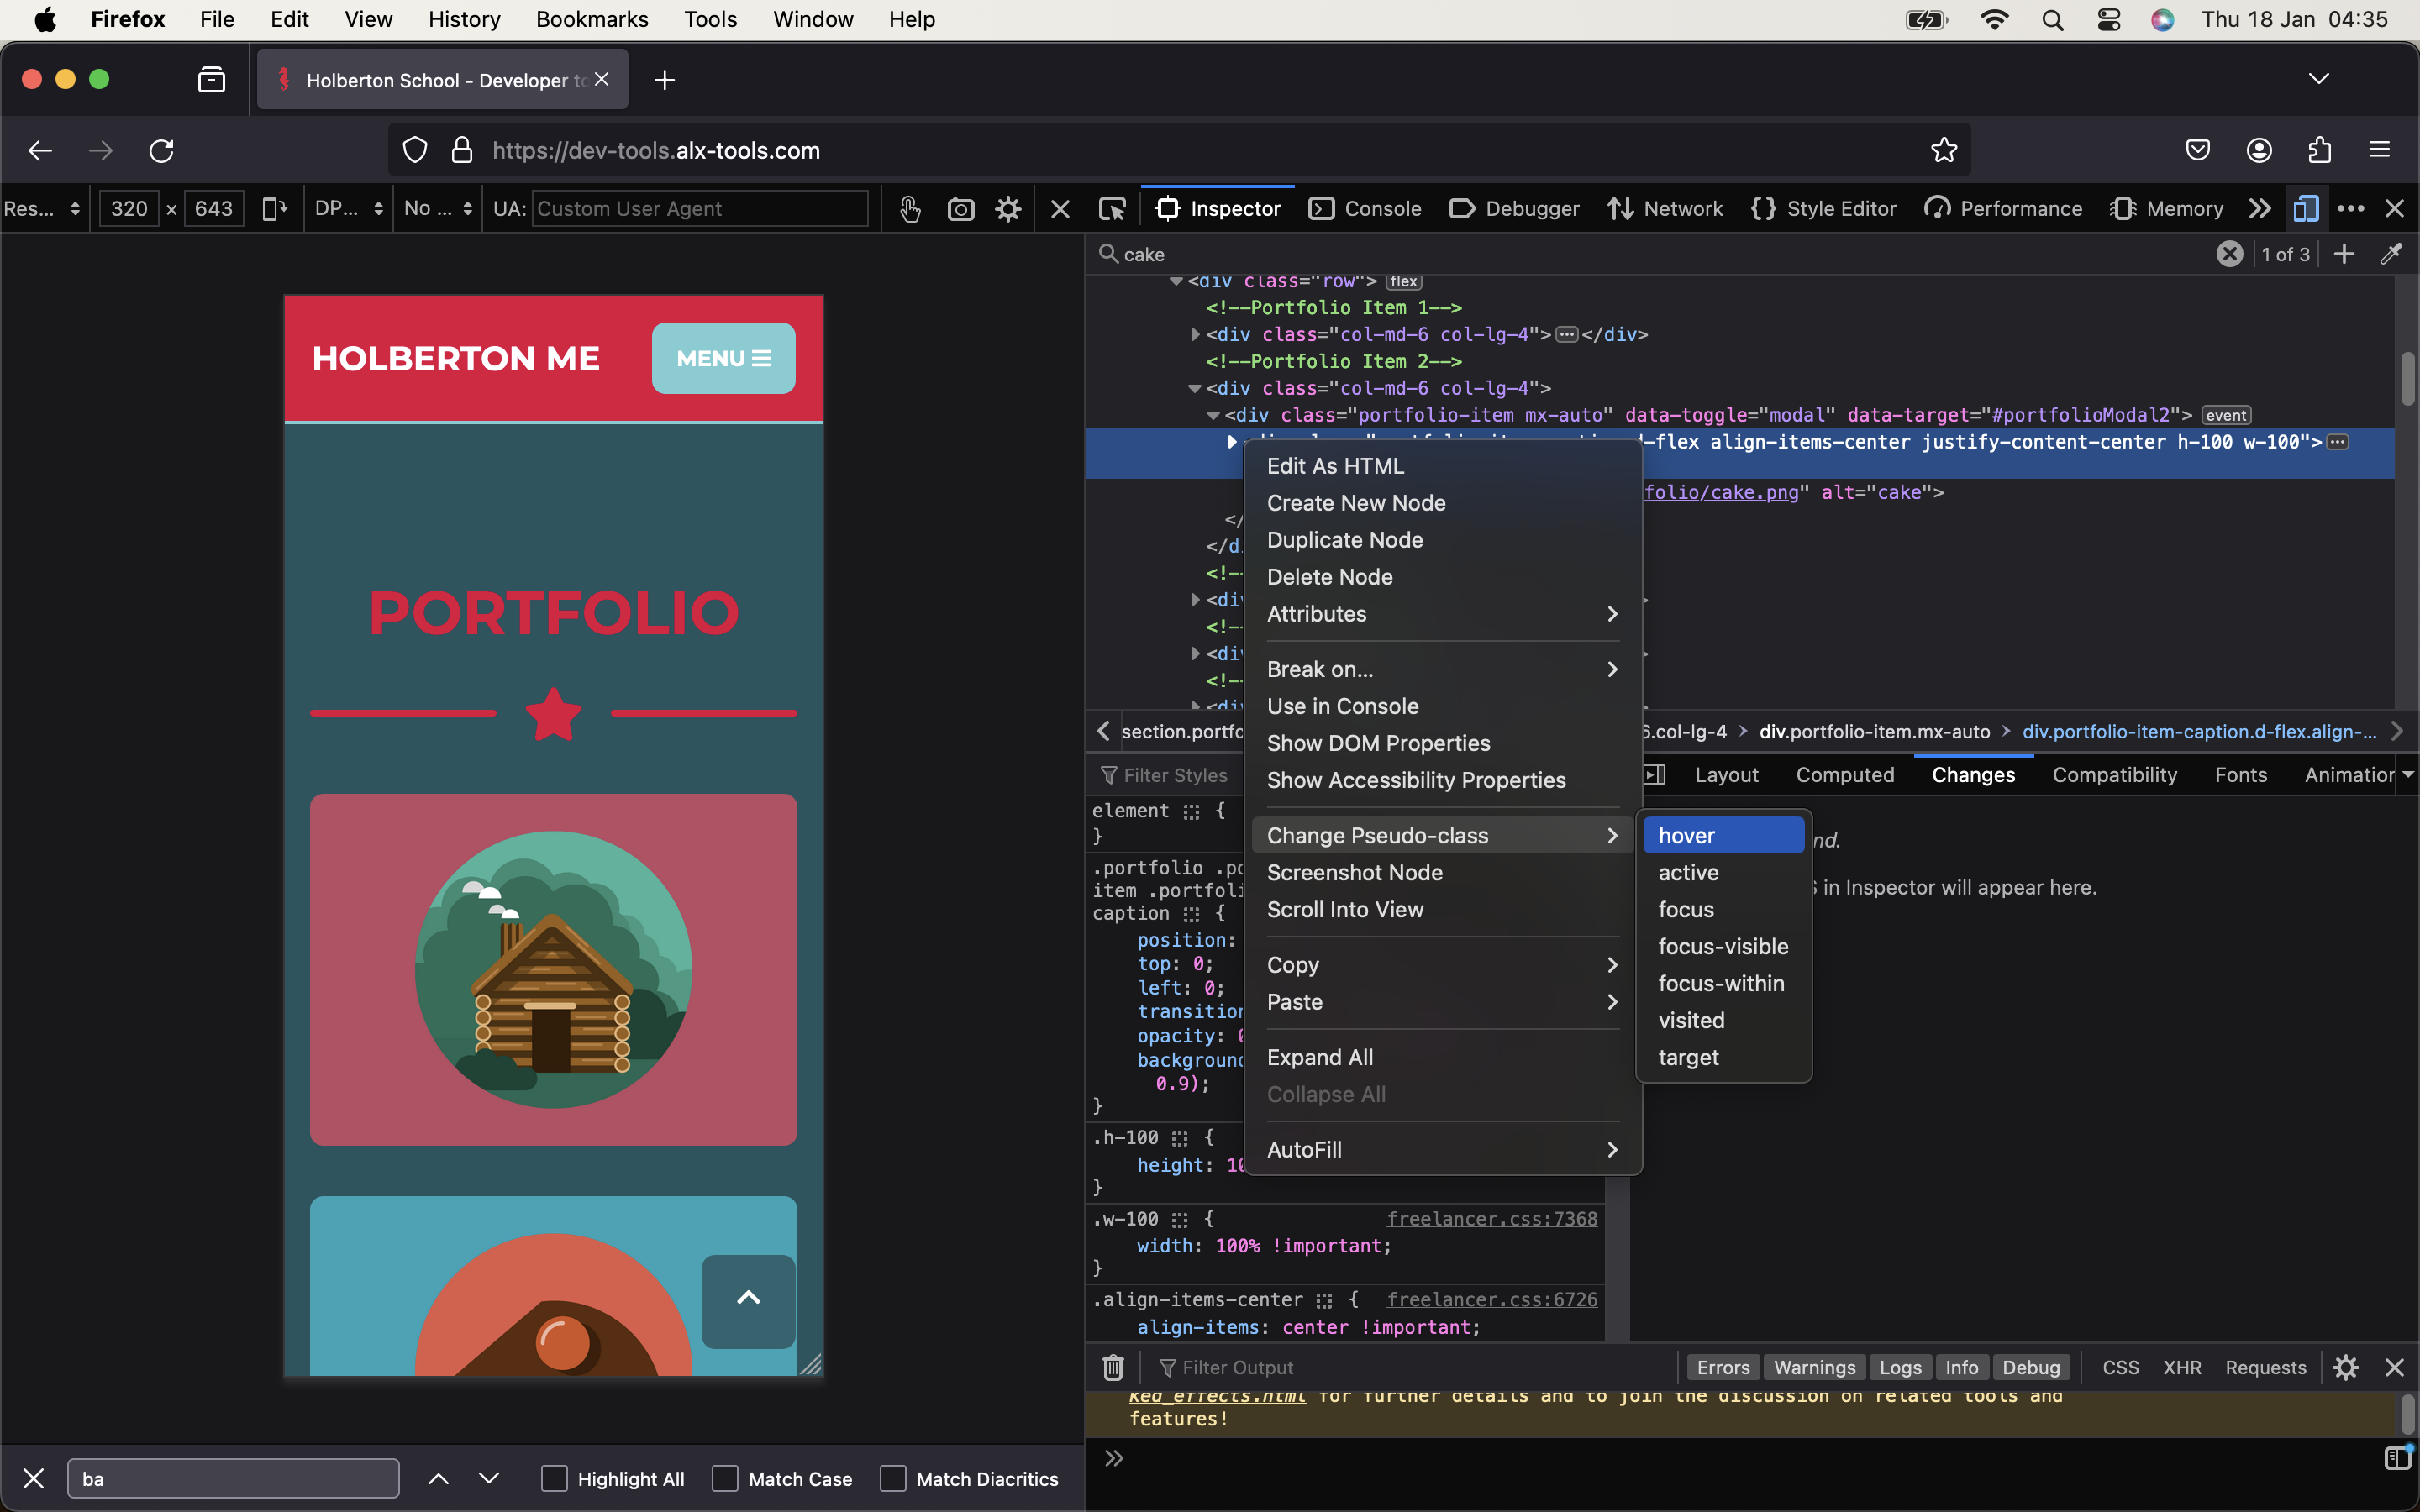 Firefox File Edit View History Bookmarks Tools Window Help Thu 18 Jan 04:35
Holberton School - Developer to
https://dev-tools.alx-tools.com
Res... 320 x 643 DP... No ... UA: Custom User Agent
Inspector Console Debugger Network Style Editor Performance Memory
cake 1 of 3
<div class="row"> flex
<!--Portfolio Item 1-->
<div class="col-md-6 col-lg-4"> </div>
<!--Portfolio Item 2-->
<div class="col-md-6 col-lg-4">
<div class="portfolio-item mx-auto" data-toggle="modal" data-target="#portfolioModal2"> event
d-flex align-items-center justify-content-center h-100 w-100">
folio/cake.png" alt="cake">
</
</di
<!-
<di
<!-
<di
<!-
<di
HOLBERTON ME
MENU
PORTFOLIO
Edit As HTML
Create New Node
Duplicate Node
Delete Node
Attributes
Break on...
Use in Console
Show DOM Properties
Show Accessibility Properties
Change Pseudo-class
Screenshot Node
Scroll Into View
Copy
Paste
Expand All
Collapse All
AutoFill
hover
active
focus
focus-visible
focus-within
visited
target
section.portfo 6.col-lg-4 div.portfolio-item.mx-auto div.portfolio-item-caption.d-flex.align-...
Filter Styles
Layout Computed Changes Compatibility Fonts Animation
nd.
in Inspector will appear here.
element {
}
.portfolio .po
item .portfoli
caption {
position:
top: 0;
left: 0;
transition
opacity:
background
0.9);
}
.h-100 {
height: 10
}
.w-100 { freelancer.css:7368
width: 100% !important;
}
.align-items-center { freelancer.css:6726
align-items: center !important;
Filter Output Errors Warnings Logs Info Debug CSS XHR Requests
Red_effects.html for further details and to join the discussion on related tools and
features!
ba Highlight All Match Case Match Diacritics